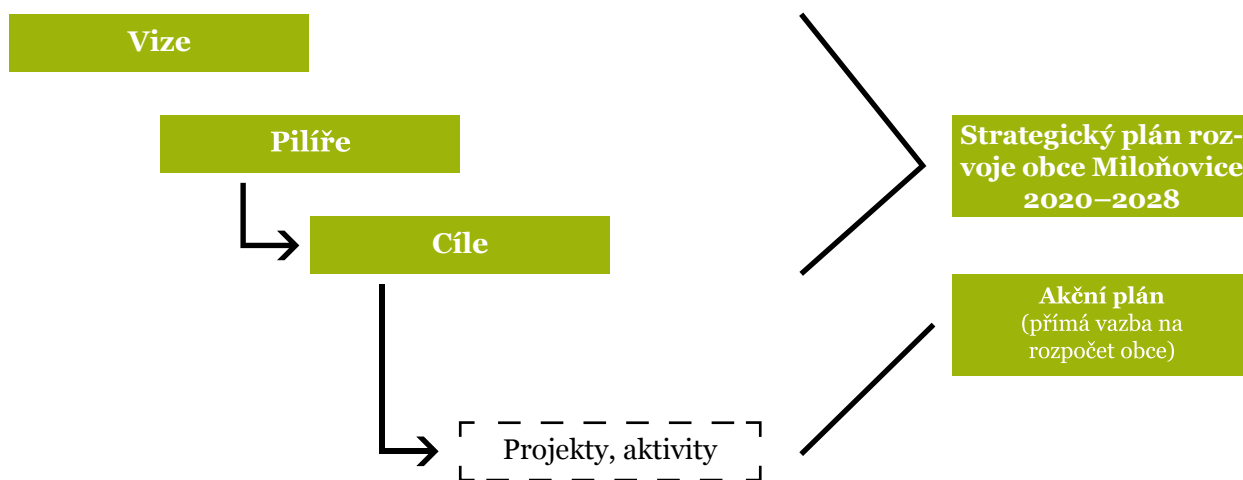 Vize
Pilíře
Cíle
Projekty, aktivity
Strategický plán roz-
voje obce Miloňovice
2020–2028
Akční plán
(přímá vazba na
rozpočet obce)